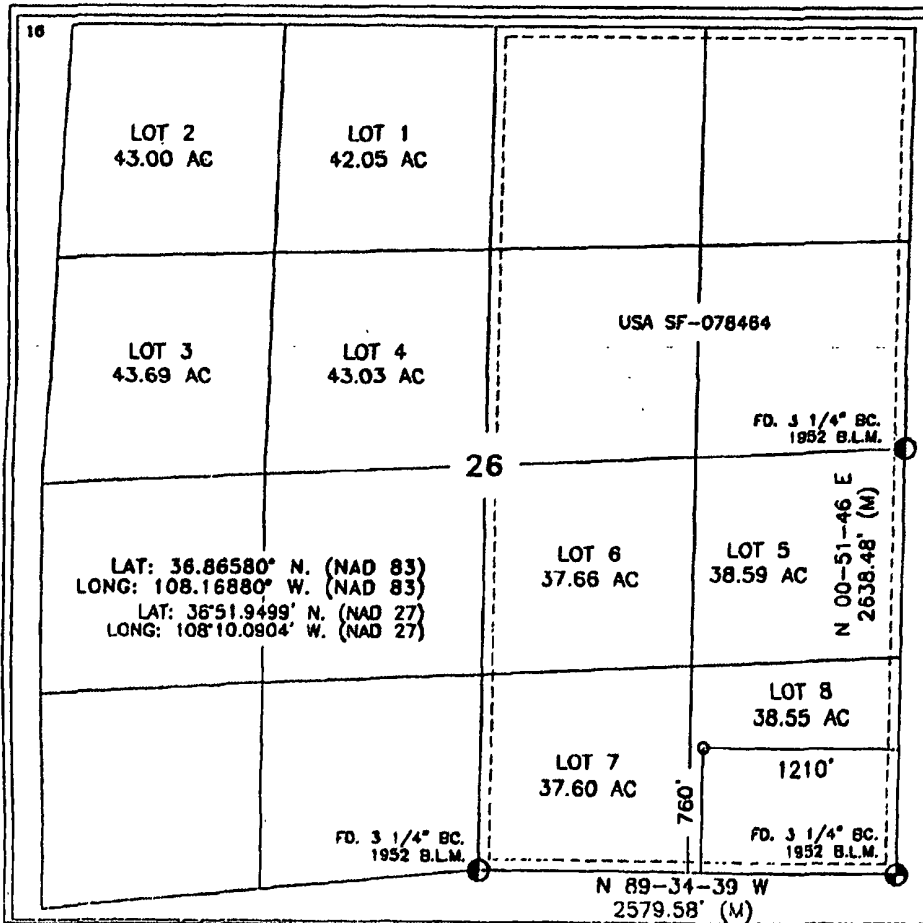 16
LOT 2
43.00 AC
LOT 1
42.05 AC
LOT 3
43.69 AC
LOT 4
43.03 AC
USA SF-078464
FD. 3 1/4" BC.
1952 B.L.M.
26
N 00-51-46 E
2638.48' (M)
LAT: 36.86580° N. (NAD 83)
LONG: 108.16880° W. (NAD 83)
LAT: 36°51.9499' N. (NAD 27)
LONG: 108°10.0904' W. (NAD 27)
LOT 6
37.66 AC
LOT 5
38.59 AC
LOT 8
38.55 AC
LOT 7
37.60 AC
1210'
760'
FD. 3 1/4" BC.
1952 B.L.M.
FD. 3 1/4" BC.
1952 B.L.M.
N 89-34-39 W
2579.58' (M)